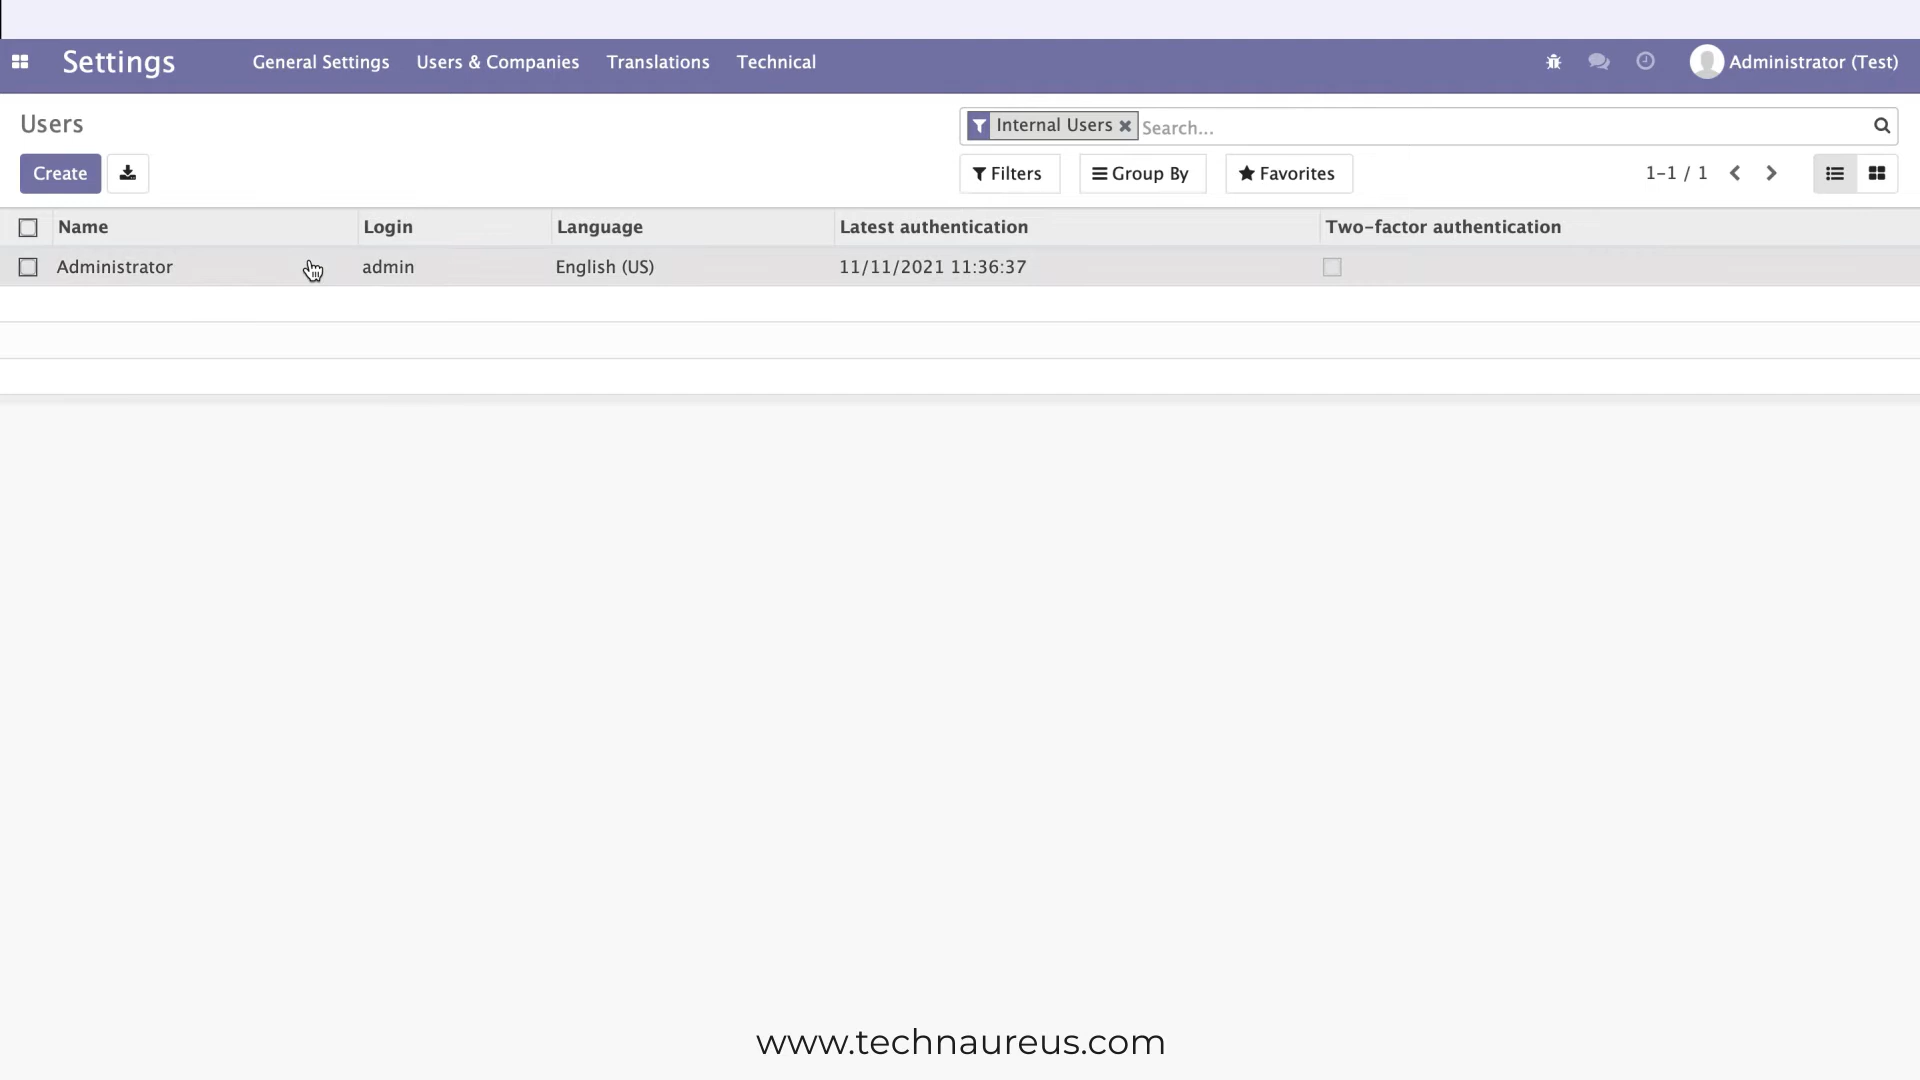 Settings General Settings Users & Companies Translations Technical Administrator (Test)
Users
Internal Users Search...
Create Filters Group By Favorites 1-1 / 1
Name Login Language Latest authentication Two-factor authentication
Administrator admin English (US) 11/11/2021 11:36:37
www.technaureus.com